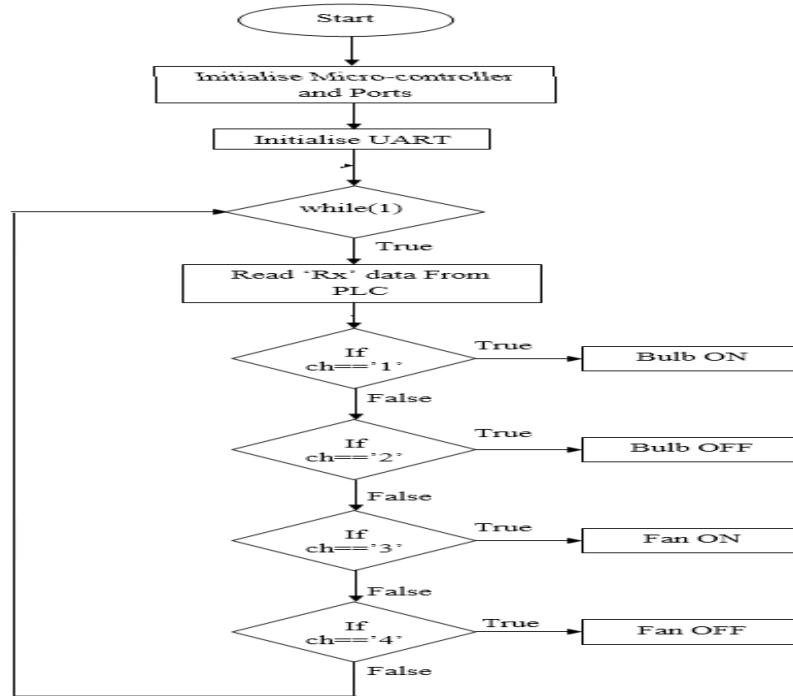 Start
Initialise Micro-controller
and Ports
Initialise UART
while(1)
True
Read 'Rx' data From
PLC
If
ch=='1'
True
Bulb ON
False
If
ch=='2'
True
Bulb OFF
False
If
ch=='3'
True
Fan ON
False
If
ch=='4'
True
Fan OFF
False